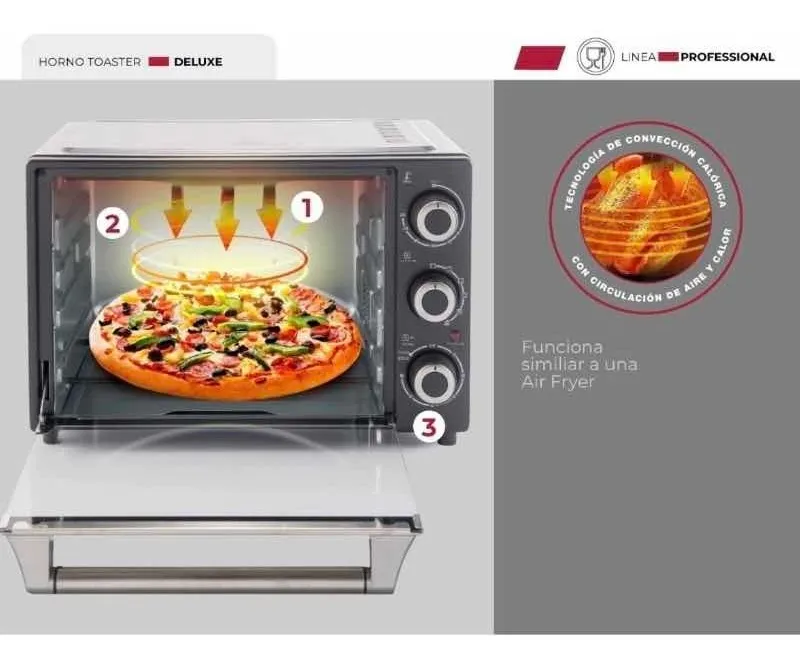 HORNO TOASTER DELUXE
LINEA PROFESSIONAL
1
2
3
TECNOLOGÍA DE CONVECCIÓN CALÓRICA
CON CIRCULACIÓN DE AIRE Y CALOR
Funciona
similiar a una
Air Fryer